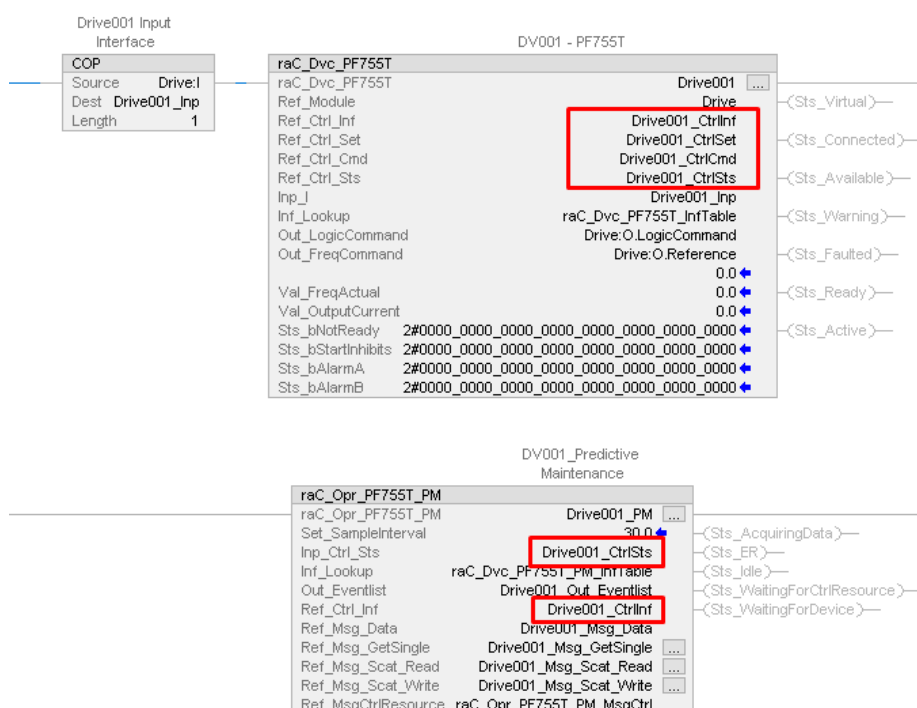 Drive001 Input
Interface
COP
Source Drive:I
Dest Drive001_Inp
Length 1
DV001 - PF755T
raC_Dvc_PF755T
raC_Dvc_PF755T Drive001 ...
Ref_Module Drive (Sts_Virtual)
Ref_Ctrl_Inf Drive001_CtrlInf
Ref_Ctrl_Set Drive001_CtrlSet (Sts_Connected)
Ref_Ctrl_Cmd Drive001_CtrlCmd
Ref_Ctrl_Sts Drive001_CtrlSts (Sts_Available)
Inp_I Drive001_Inp
Inf_Lookup raC_Dvc_PF755T_InfTable (Sts_Warning)
Out_LogicCommand Drive:O.LogicCommand
Out_FreqCommand Drive:O.Reference (Sts_Faulted)
0.0
Val_FreqActual 0.0 (Sts_Ready)
Val_OutputCurrent 0.0
Sts_bNotReady 2#0000_0000_0000_0000_0000_0000_0000_0000 (Sts_Active)
Sts_bStartInhibits 2#0000_0000_0000_0000_0000_0000_0000_0000
Sts_bAlarmA 2#0000_0000_0000_0000_0000_0000_0000_0000
Sts_bAlarmB 2#0000_0000_0000_0000_0000_0000_0000_0000
DV001_Predictive
Maintenance
raC_Opr_PF755T_PM
raC_Opr_PF755T_PM Drive001_PM ...
Set_SampleInterval 30.0 (Sts_AcquiringData)
Inp_Ctrl_Sts Drive001_CtrlSts (Sts_ER)
Inf_Lookup raC_Dvc_PF755T_PM_InfTable (Sts_Idle)
Out_Eventlist Drive001_Out_Eventlist (Sts_WaitingForCtrlResource)
Ref_Ctrl_Inf Drive001_CtrlInf (Sts_WaitingForDevice)
Ref_Msg_Data Drive001_Msg_Data
Ref_Msg_GetSingle Drive001_Msg_GetSingle ...
Ref_Msg_Scat_Read Drive001_Msg_Scat_Read ...
Ref_Msg_Scat_Write Drive001_Msg_Scat_Write ...
Ref_MsgCtrlResource raC_Opr_PF755T_PM_MsgCtrl